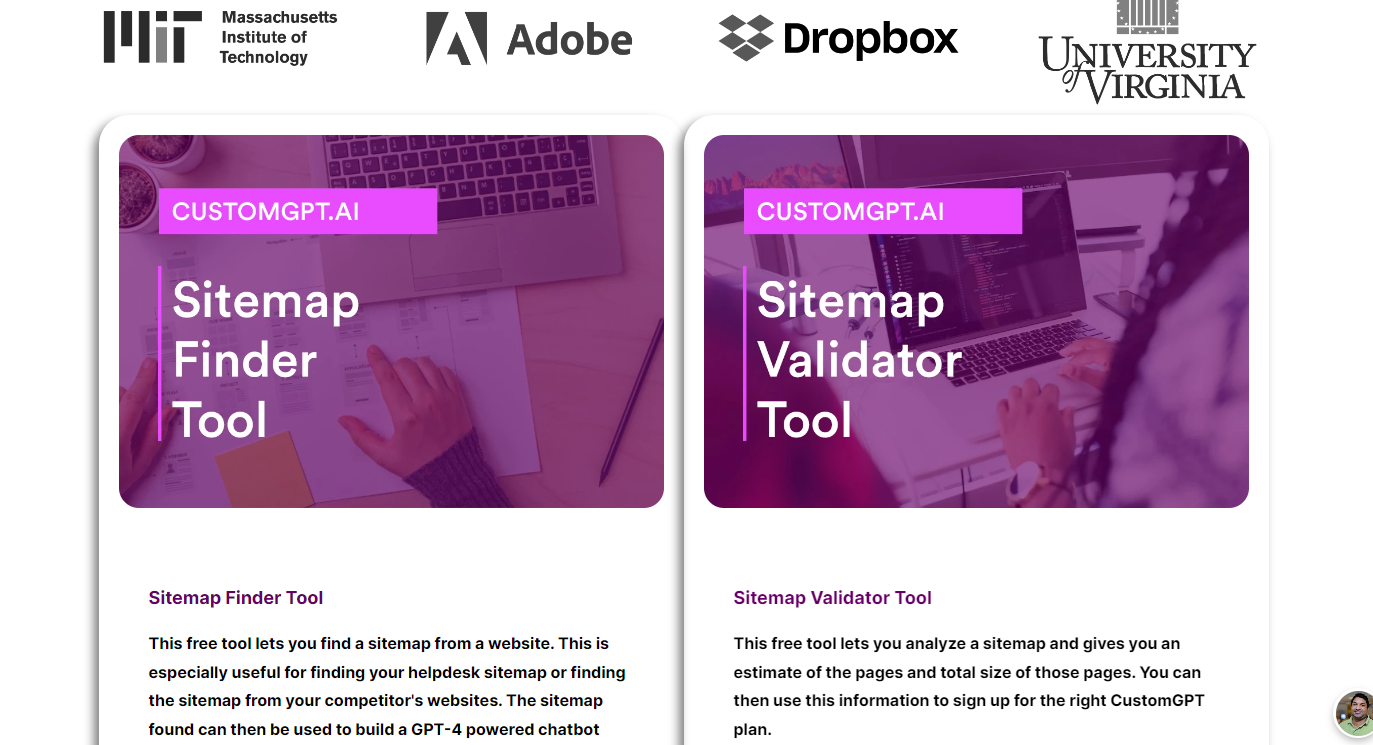 Massachusetts
Institute of
Technology
Adobe
Dropbox
UNIVERSITY
of VIRGINIA
CUSTOMGPT.AI
Sitemap
Finder
Tool
CUSTOMGPT.AI
Sitemap
Validator
Tool
Sitemap Finder Tool
This free tool lets you find a sitemap from a website. This is
especially useful for finding your helpdesk sitemap or finding
the sitemap from your competitor's websites. The sitemap
found can then be used to build a GPT-4 powered chatbot
Sitemap Validator Tool
This free tool lets you analyze a sitemap and gives you an
estimate of the pages and total size of those pages. You can
then use this information to sign up for the right CustomGPT
plan.